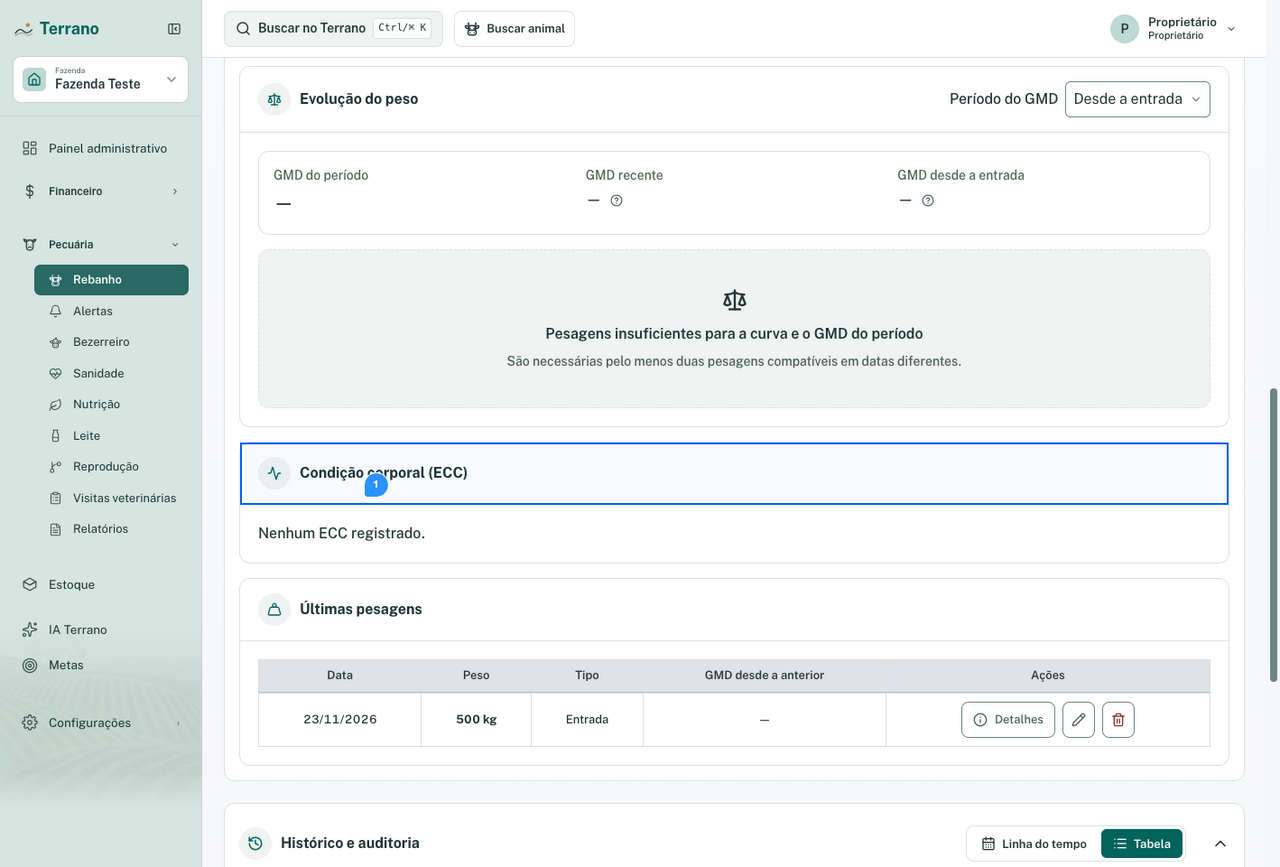 Terrano
Buscar no Terrano Ctrl/⌘ K
Buscar animal
P
Proprietário
Proprietário
Fazenda
Fazenda Teste
Painel administrativo
Financeiro
Pecuária
Rebanho
Alertas
Bezerreiro
Sanidade
Nutrição
Leite
Reprodução
Visitas veterinárias
Relatórios
Estoque
IA Terrano
Metas
Configurações
Evolução do peso
Período do GMD Desde a entrada
GMD do período GMD recente GMD desde a entrada
— — —
Pesagens insuficientes para a curva e o GMD do período
São necessárias pelo menos duas pesagens compatíveis em datas diferentes.
Condição corporal (ECC)
1
Nenhum ECC registrado.
Últimas pesagens
Data Peso Tipo GMD desde a anterior Ações
23/11/2026 500 kg Entrada — Detalhes
Histórico e auditoria
Linha do tempo Tabela